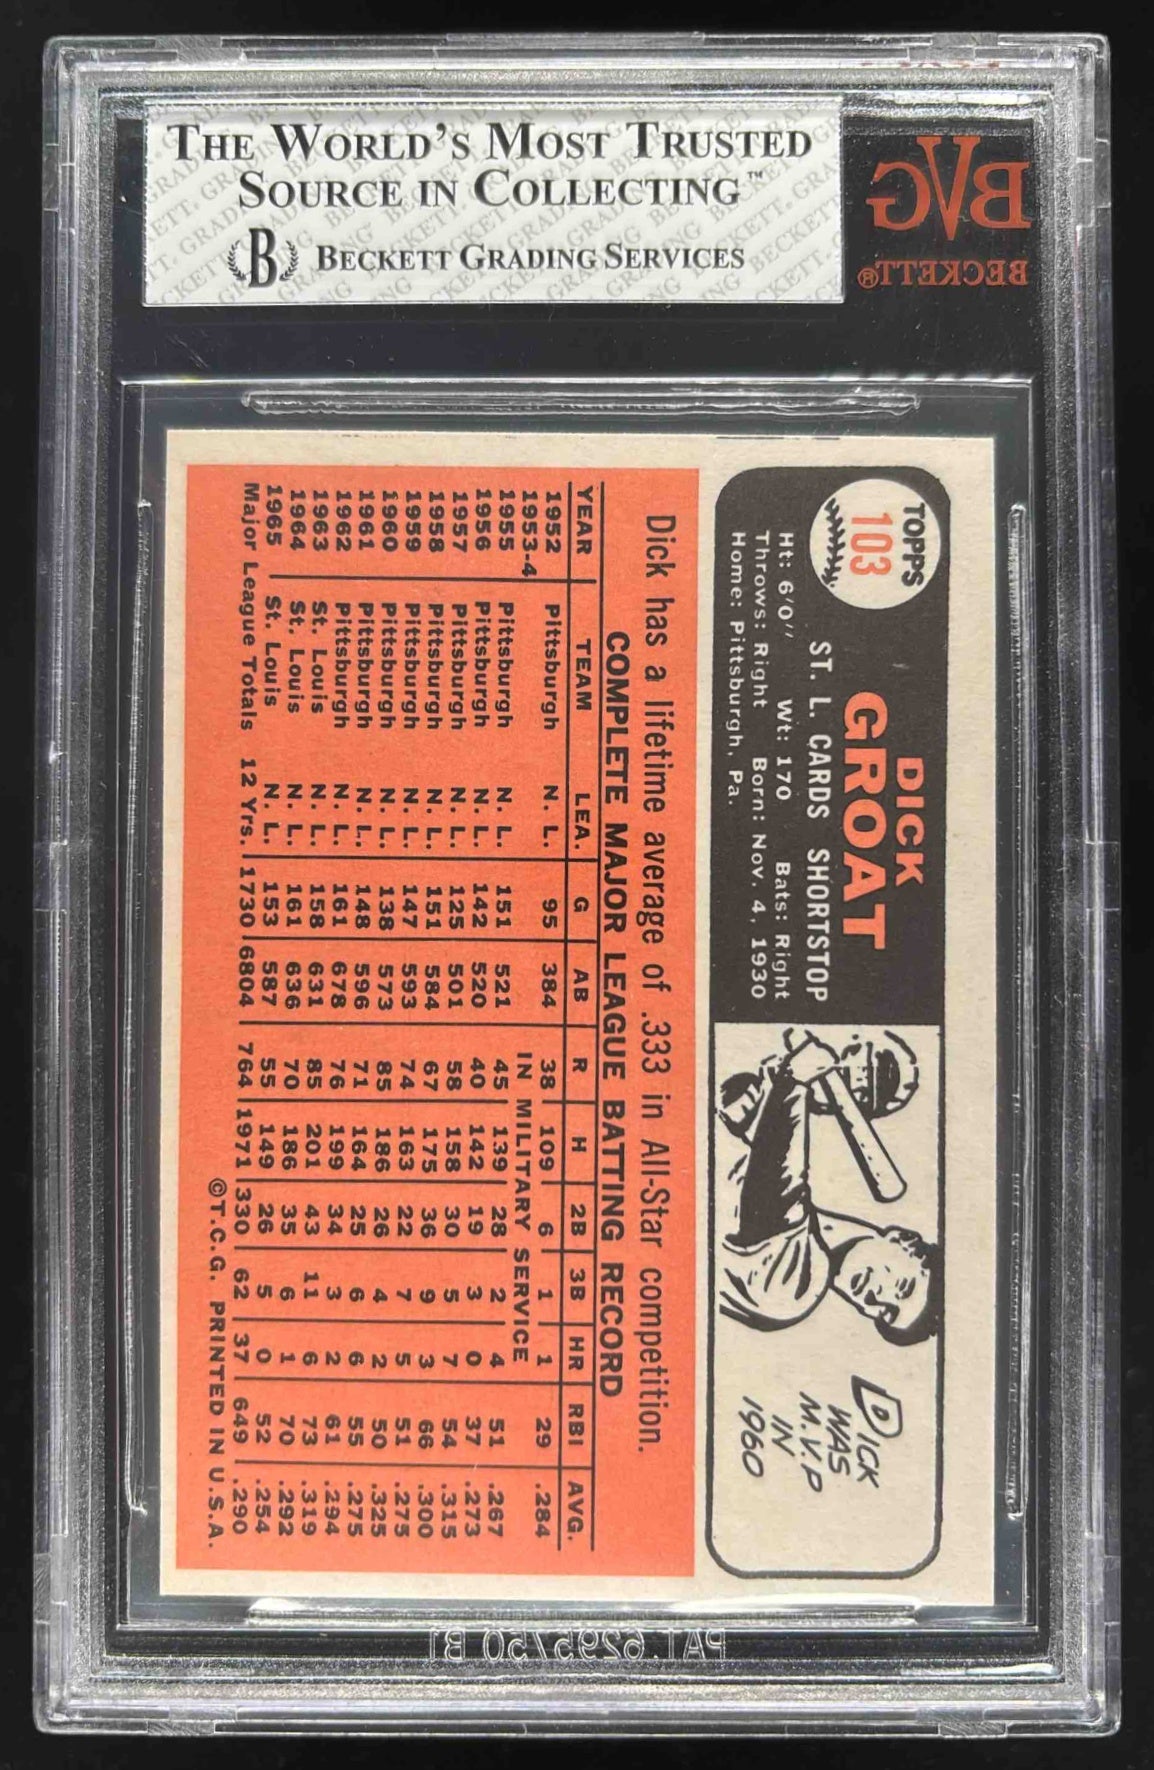 THE WORLD'S MOST TRUSTED
SOURCE IN COLLECTING™
B BECKETT GRADING SERVICES
BVG
BECKETT®
TOPPS
103
DICK
GROAT
ST. L. CARDS SHORTSTOP
Ht: 6'0'' Wt: 170 Bats: Right
Throws: Right Born: Nov. 4, 1930
Home: Pittsburgh, Pa.
DICK
WAS
M.V.P
IN
1960
Dick has a lifetime average of .333 in All-Star competition.
COMPLETE MAJOR LEAGUE BATTING RECORD
YEAR TEAM LEA. G AB R H 2B 3B HR RBI AVG.
1952 Pittsburgh N. L. 95 384 38 109 6 1 1 29 .284
1953-4 IN MILITARY SERVICE
1955 Pittsburgh N. L. 151 521 45 139 28 2 4 51 .267
1956 Pittsburgh N. L. 142 520 40 142 19 3 0 37 .273
1957 Pittsburgh N. L. 125 501 58 158 30 5 7 54 .315
1958 Pittsburgh N. L. 151 584 67 175 36 9 3 66 .300
1959 Pittsburgh N. L. 147 593 74 163 22 7 5 51 .275
1960 Pittsburgh N. L. 138 573 85 186 26 4 2 50 .325
1961 Pittsburgh N. L. 148 596 71 164 25 6 6 55 .275
1962 Pittsburgh N. L. 161 678 76 199 34 3 2 61 .294
1963 St. Louis N. L. 158 631 85 201 43 11 6 73 .319
1964 St. Louis N. L. 161 636 70 186 35 6 1 70 .292
1965 St. Louis N. L. 153 587 55 149 26 5 0 52 .254
Major League Totals 12 Yrs. 1730 6804 764 1971 330 62 37 649 .290
©T.C.G. PRINTED IN U.S.A.
PAT.6295750 B1